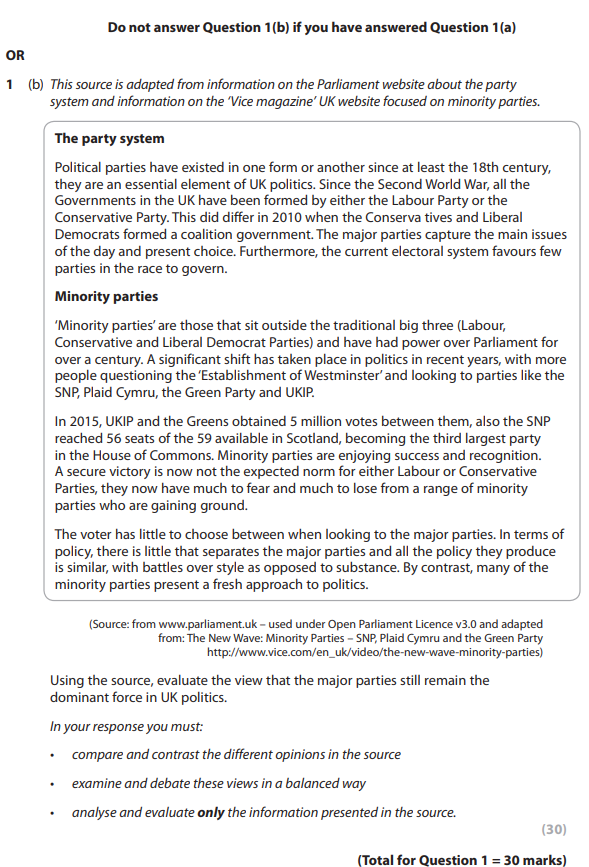 Do not answer Question 1(b) if you have answered Question 1(a)
OR
1 (b) This source is adapted from information on the Parliament website about the party
system and information on the ‘Vice magazine’ UK website focused on minority parties.
The party system
Political parties have existed in one form or another since at least the 18th century,
they are an essential element of UK politics. Since the Second World War, all the
Governments in the UK have been formed by either the Labour Party or the
Conservative Party. This did differ in 2010 when the Conserva tives and Liberal
Democrats formed a coalition government. The major parties capture the main issues
of the day and present choice. Furthermore, the current electoral system favours few
parties in the race to govern.
Minority parties
‘Minority parties’ are those that sit outside the traditional big three (Labour,
Conservative and Liberal Democrat Parties) and have had power over Parliament for
over a century. A significant shift has taken place in politics in recent years, with more
people questioning the ‘Establishment of Westminster’ and looking to parties like the
SNP, Plaid Cymru, the Green Party and UKIP.
In 2015, UKIP and the Greens obtained 5 million votes between them, also the SNP
reached 56 seats of the 59 available in Scotland, becoming the third largest party
in the House of Commons. Minority parties are enjoying success and recognition.
A secure victory is now not the expected norm for either Labour or Conservative
Parties, they now have much to fear and much to lose from a range of minority
parties who are gaining ground.
The voter has little to choose between when looking to the major parties. In terms of
policy, there is little that separates the major parties and all the policy they produce
is similar, with battles over style as opposed to substance. By contrast, many of the
minority parties present a fresh approach to politics.
(Source: from www.parliament.uk – used under Open Parliament Licence v3.0 and adapted
from: The New Wave: Minority Parties – SNP, Plaid Cymru and the Green Party
http://www.vice.com/en_uk/video/the-new-wave-minority-parties)
Using the source, evaluate the view that the major parties still remain the
dominant force in UK politics.
In your response you must:
• compare and contrast the different opinions in the source
• examine and debate these views in a balanced way
• analyse and evaluate only the information presented in the source.
(30)
(Total for Question 1 = 30 marks)